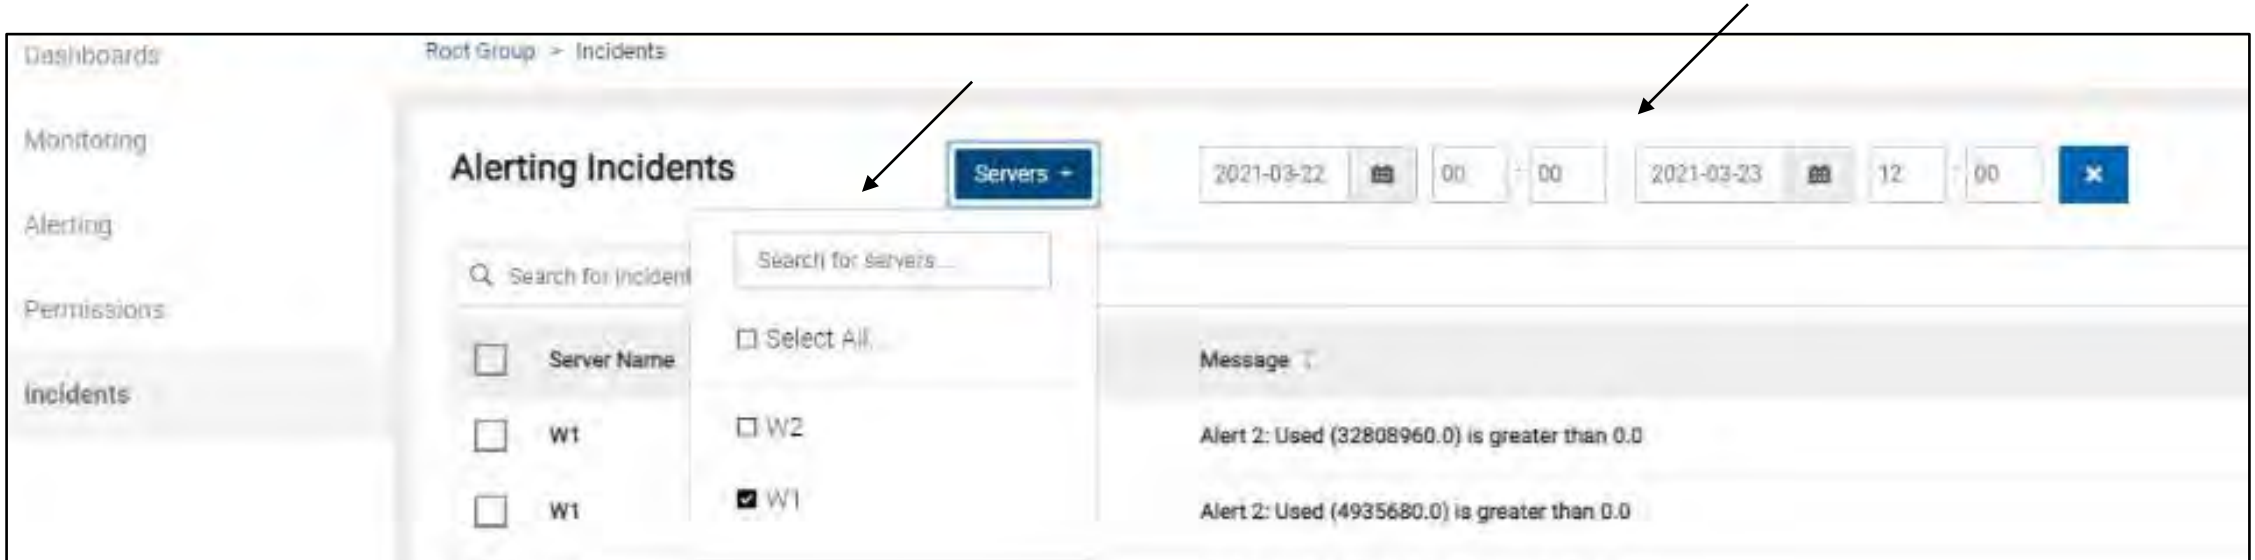 Dashboards
Root Group > Incidents
Monitoring
Alerting Incidents
Servers
2021-03-22 00 : 00 2021-03-23 12 : 00 ×
Alerting
Search for servers...
Search for incident
Permissions
Select All...
Server Name
Message
Incidents
W2
W1
Alert 2: Used (32808960.0) is greater than 0.0
W1
W1
Alert 2: Used (4935680.0) is greater than 0.0